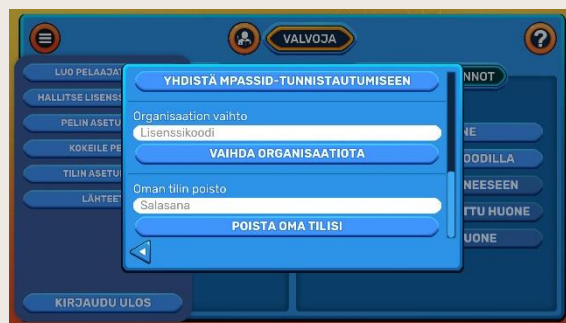 VALVOJA
?
LUO PELAAJAT
HALLITSE LISENSS
PELIN ASETU
KOKEILE PE
TILIN ASETU
LÄHTEET
KIRJAUDU ULOS
YHDISTÄ MPASSID-TUNNISTAUTUMISEEN
Organisaation vaihto
Lisenssikoodi
VAIHDA ORGANISAATIOTA
Oman tilin poisto
Salasana
POISTA OMA TILISI
NNOT
NE
OODILLA
NEESEEN
TTU HUONE
UONE